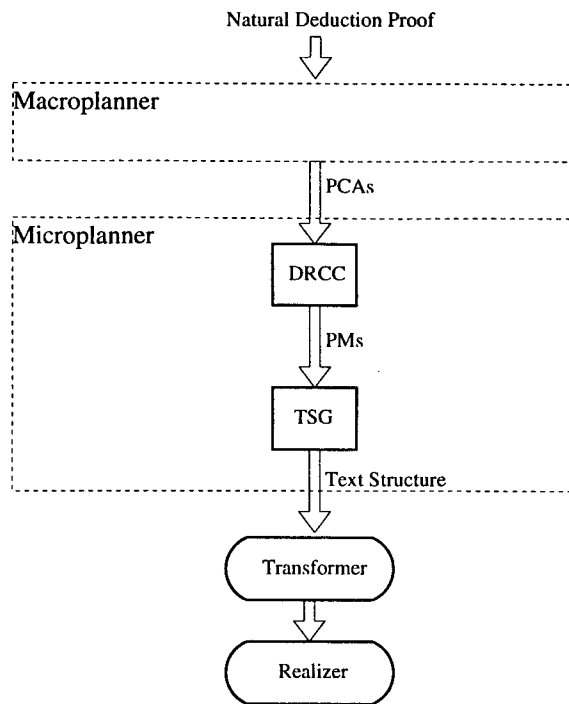 Natural Deduction Proof
Macroplanner
PCAs
Microplanner
DRCC
PMs
TSG
Text Structure
Transformer
Realizer